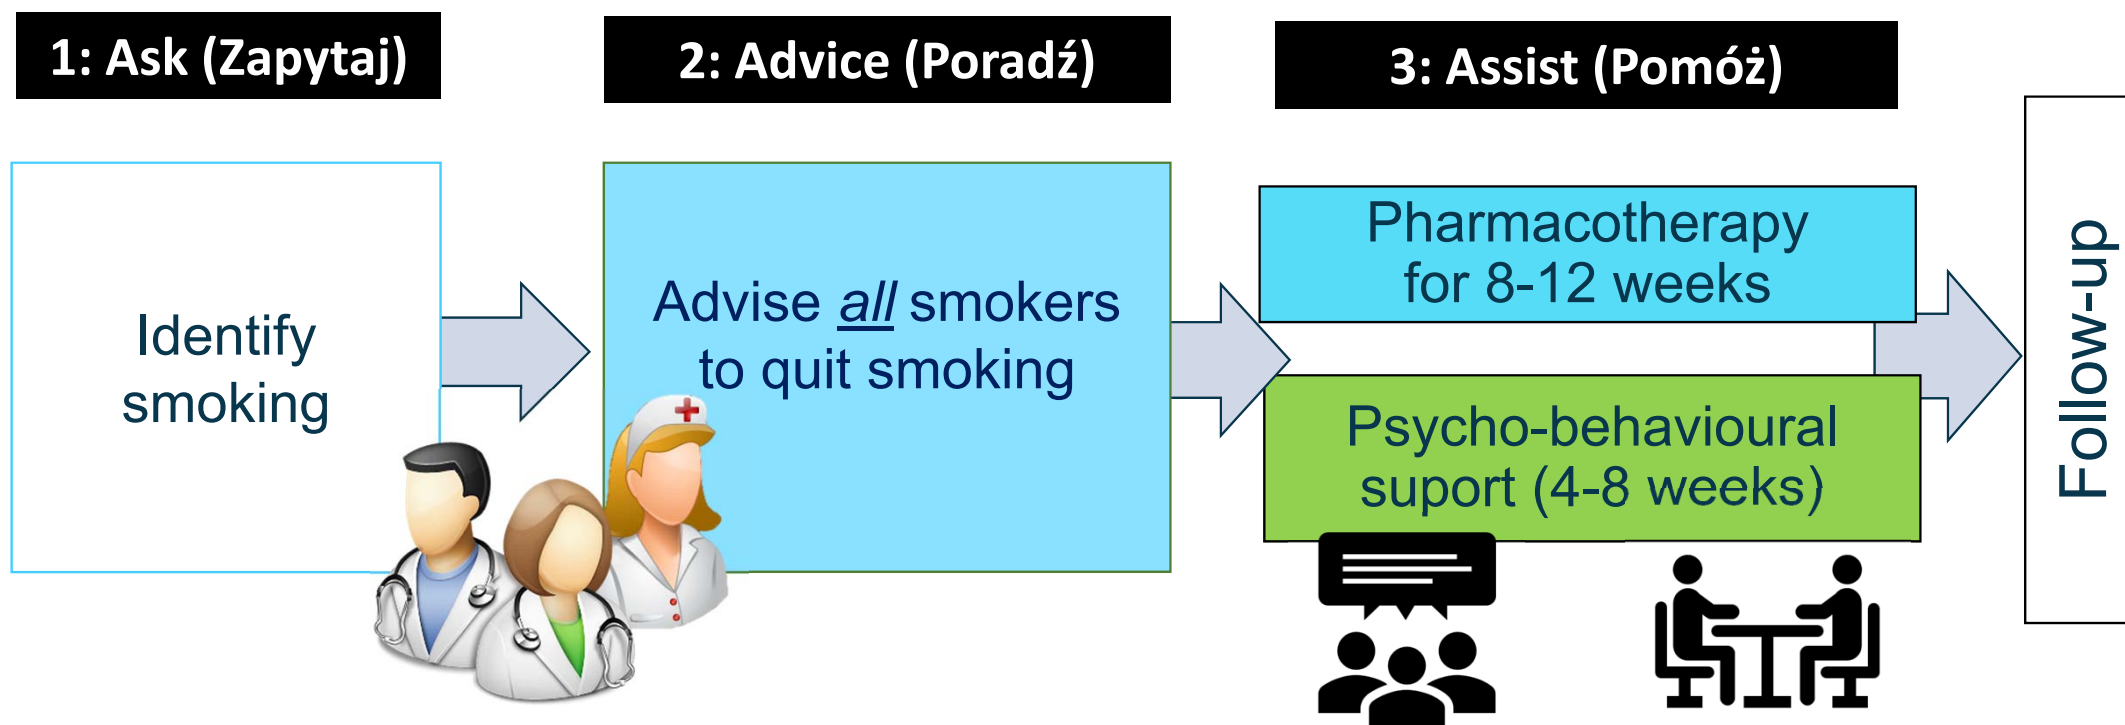 1: Ask (Zapytaj)
2: Advice (Poradź)
3: Assist (Pomóż)
Identify
smoking
Advise all smokers
to quit smoking
Pharmacotherapy
for 8-12 weeks
Psycho-behavioural
suport (4-8 weeks)
Follow-up